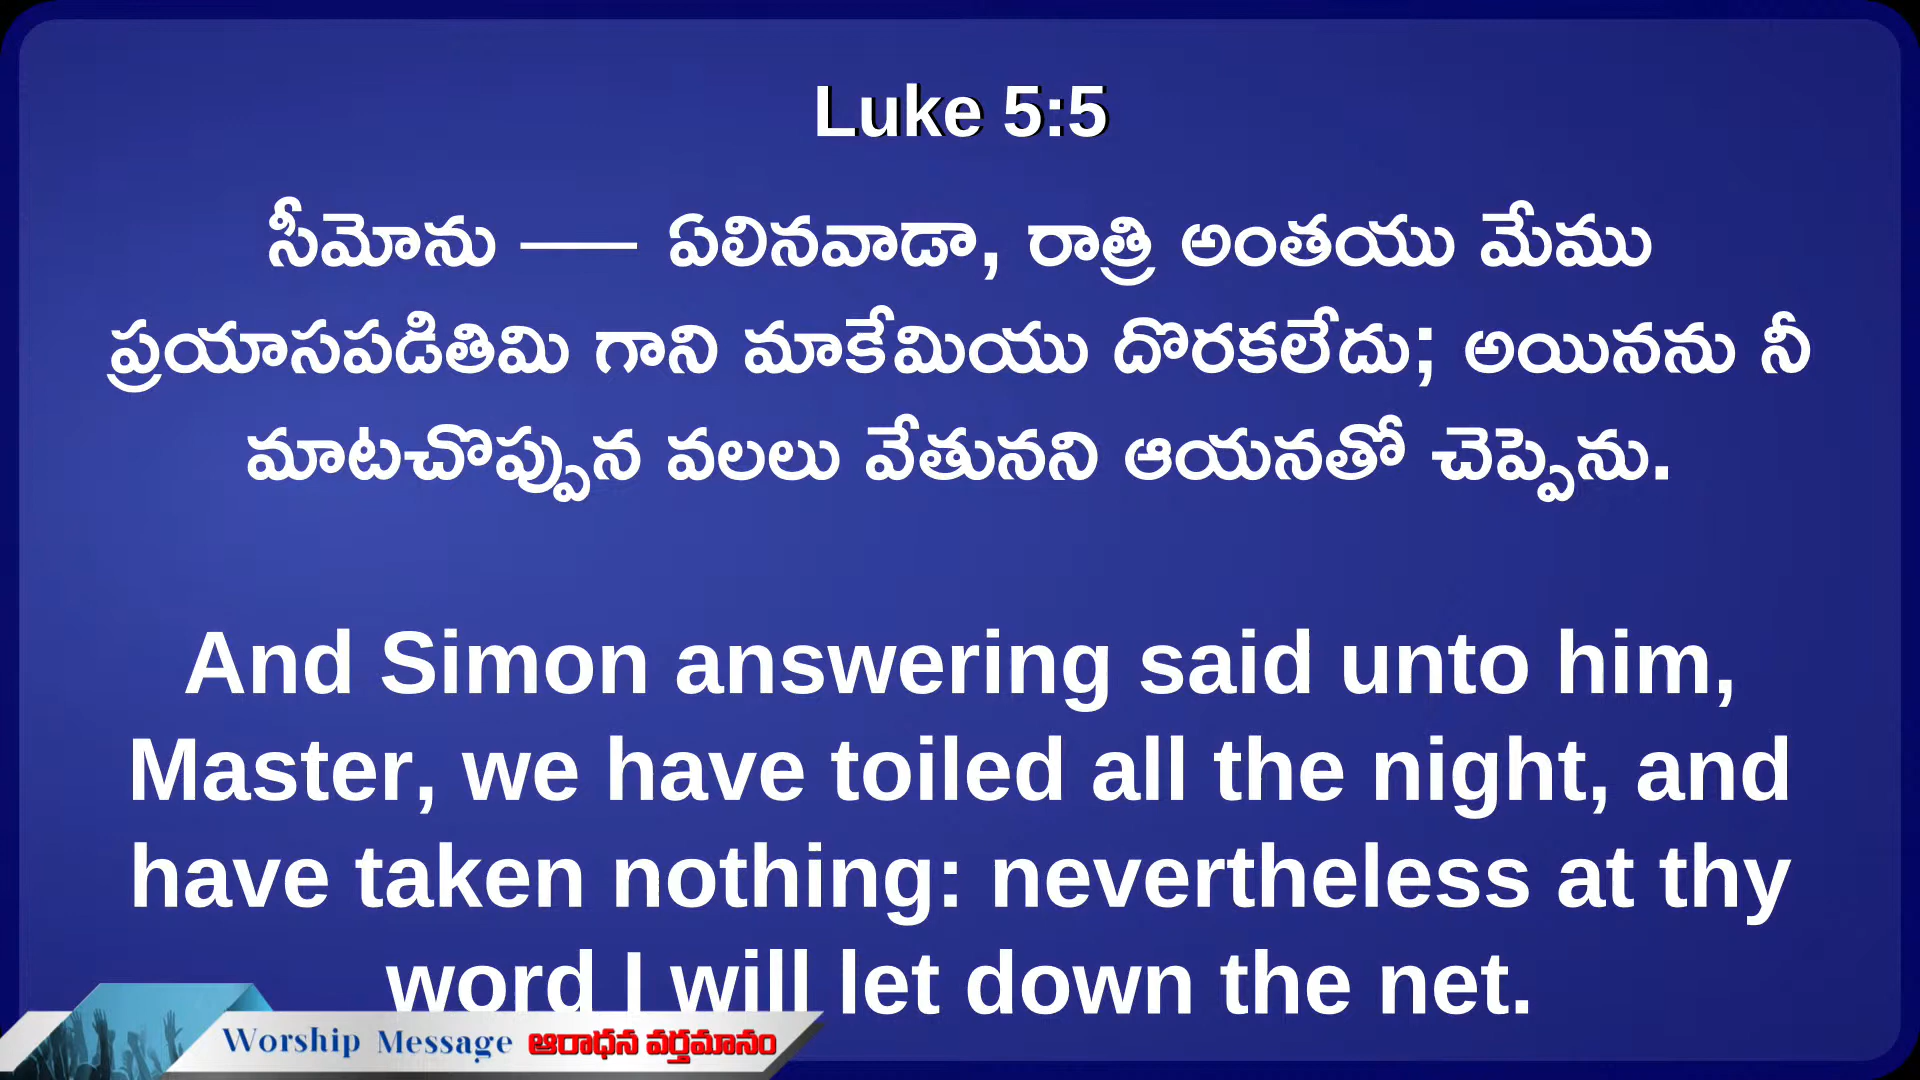 Luke 5:5
సీమోను –– ఏలినవాడా, రాత్రి అంతయు మేము
ప్రయాసపడితిమి గాని మాకేమియు దొరకలేదు; అయినను నీ
మాటచొప్పున వలలు వేతునని ఆయనతో చెప్పెను.
And Simon answering said unto him,
Master, we have toiled all the night, and
have taken nothing: nevertheless at thy
word I will let down the net.
Worship Message ఆరాధన వర్తమానం